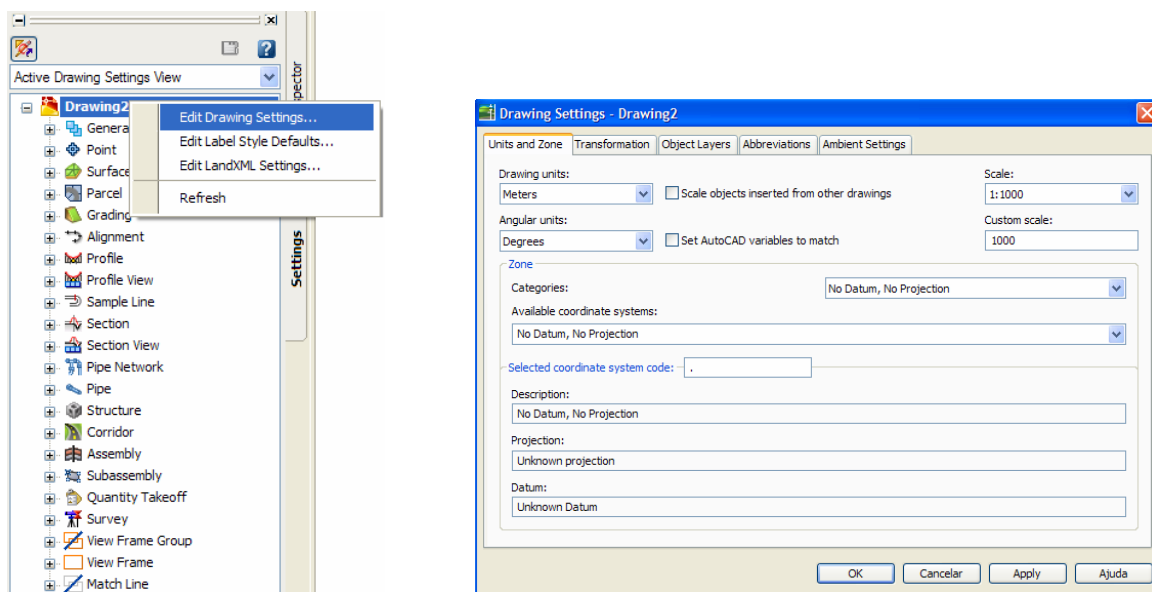 Active Drawing Settings View
Drawing2
Edit Drawing Settings...
Edit Label Style Defaults...
Edit LandXML Settings...
Refresh
Genera
Point
Surface
Parcel
Grading
Alignment
Profile
Profile View
Sample Line
Section
Section View
Pipe Network
Pipe
Structure
Corridor
Assembly
Subassembly
Quantity Takeoff
Survey
View Frame Group
View Frame
Match Line
spector
Settings
Drawing Settings - Drawing2
Units and Zone Transformation Object Layers Abbreviations Ambient Settings
Drawing units: Scale:
Meters Scale objects inserted from other drawings 1:1000
Angular units: Custom scale:
Degrees Set AutoCAD variables to match 1000
Zone
Categories: No Datum, No Projection
Available coordinate systems:
No Datum, No Projection
Selected coordinate system code: .
Description:
No Datum, No Projection
Projection:
Unknown projection
Datum:
Unknown Datum
OK Cancelar Apply Ajuda